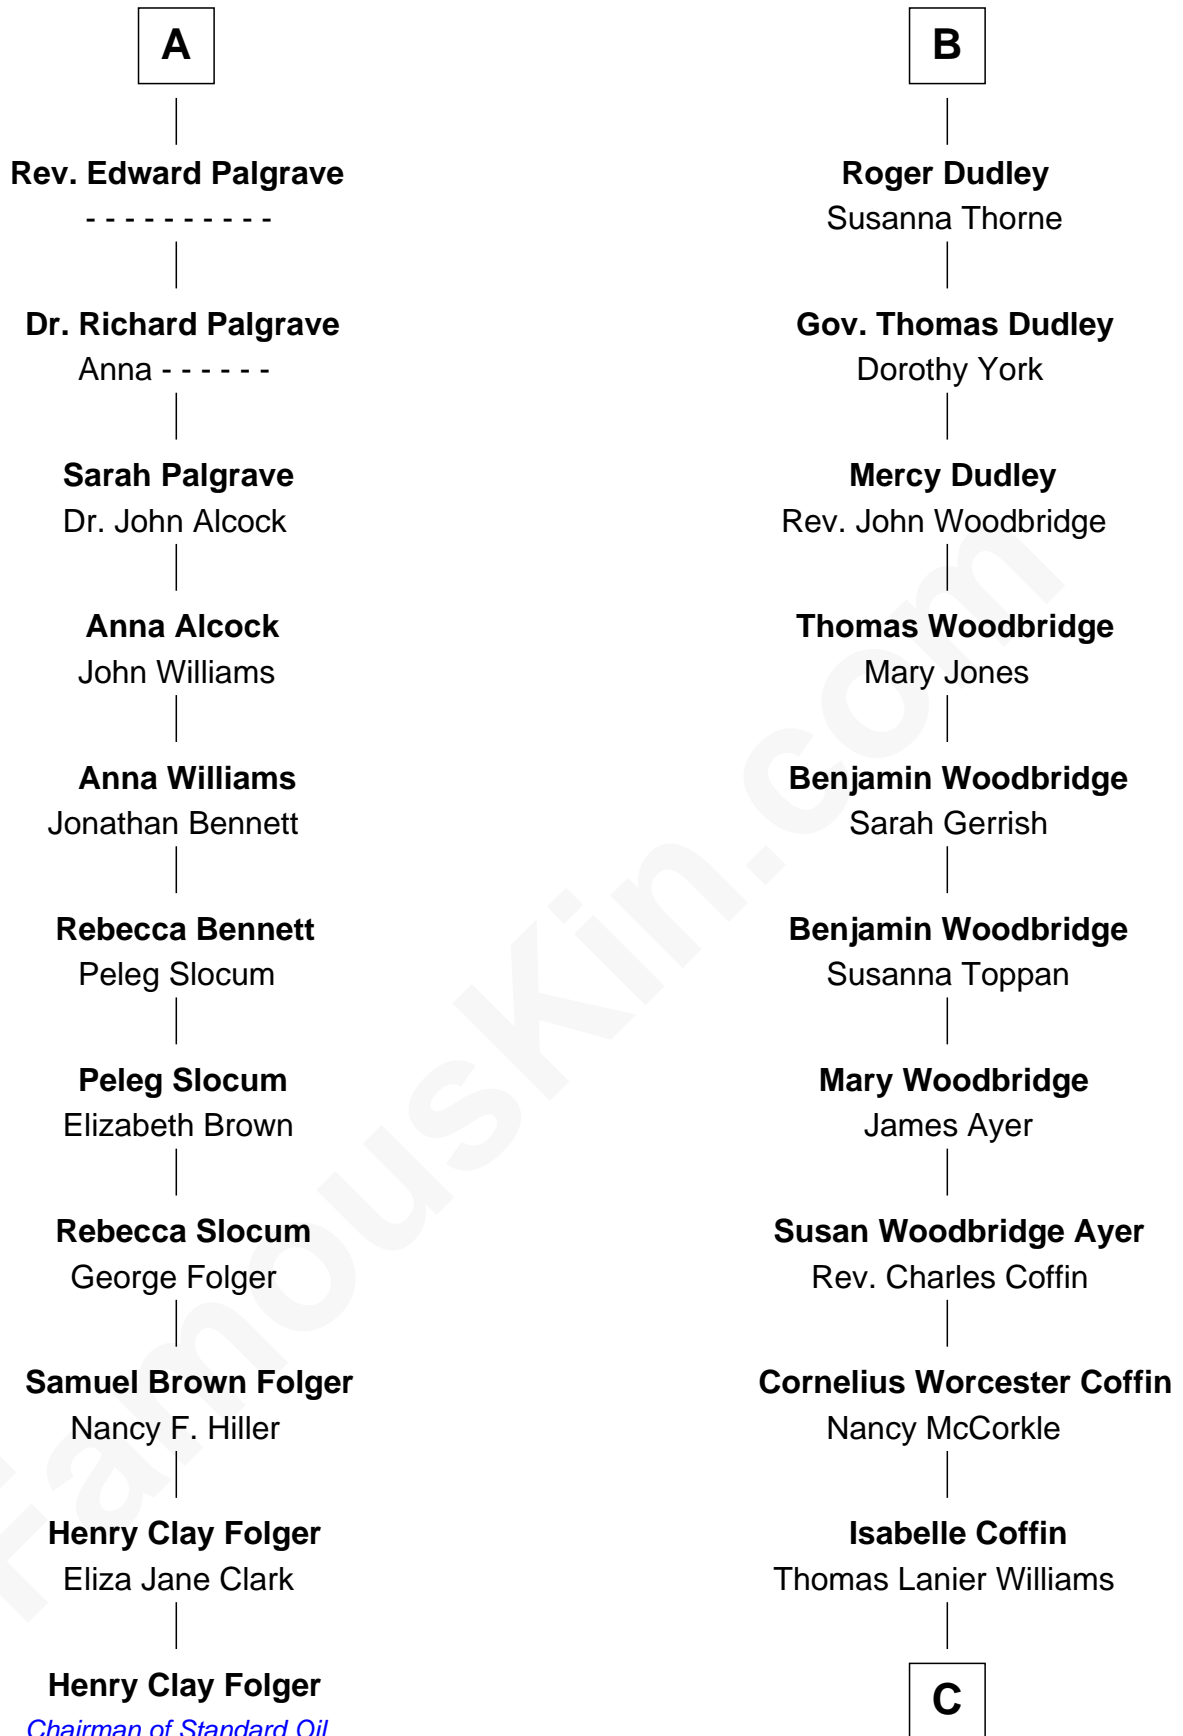 A
Rev. Edward Palgrave
- - - - - - - - - -
Dr. Richard Palgrave
Anna - - - - - -
Sarah Palgrave
Dr. John Alcock
Anna Alcock
John Williams
Anna Williams
Jonathan Bennett
Rebecca Bennett
Peleg Slocum
Peleg Slocum
Elizabeth Brown
Rebecca Slocum
George Folger
Samuel Brown Folger
Nancy F. Hiller
Henry Clay Folger
Eliza Jane Clark
Henry Clay Folger
Chairman of Standard Oil
B
Roger Dudley
Susanna Thorne
Gov. Thomas Dudley
Dorothy York
Mercy Dudley
Rev. John Woodbridge
Thomas Woodbridge
Mary Jones
Benjamin Woodbridge
Sarah Gerrish
Benjamin Woodbridge
Susanna Toppan
Mary Woodbridge
James Ayer
Susan Woodbridge Ayer
Rev. Charles Coffin
Cornelius Worcester Coffin
Nancy McCorkle
Isabelle Coffin
Thomas Lanier Williams
C
FamousKin.com